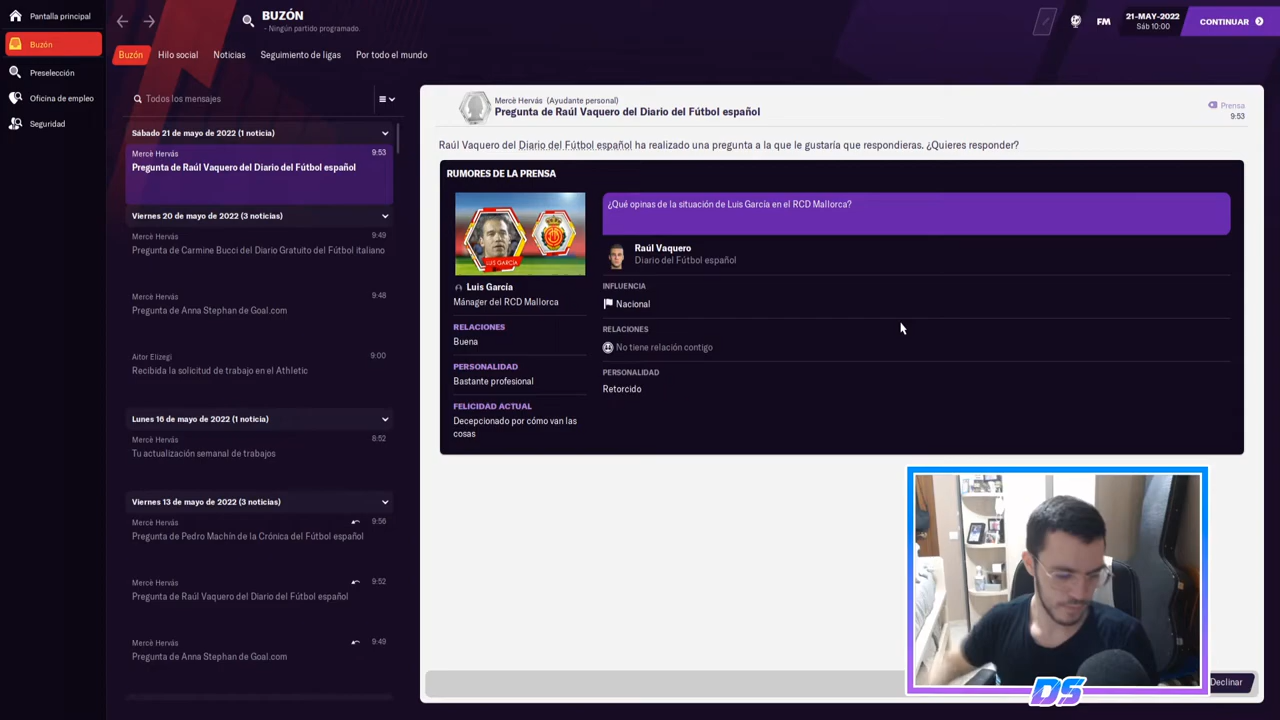 Pantalla principal
Buzón
Preselección
Oficina de empleo
Seguridad
BUZÓN
- Ningún partido programado.
FM
21-MAY-2022
Sáb 10:00
CONTINUAR
Buzón
Hilo social
Noticias
Seguimiento de ligas
Por todo el mundo
Todos los mensajes
Sábado 21 de mayo de 2022 (1 noticia)
Mercè Hervás
9:53
Pregunta de Raúl Vaquero del Diario del Fútbol español
Viernes 20 de mayo de 2022 (3 noticias)
Mercè Hervás
9:49
Pregunta de Carmine Bucci del Diario Gratuito del Fútbol italiano
Mercè Hervás
9:48
Pregunta de Anna Stephan de Goal.com
Aitor Elizegi
9:00
Recibida la solicitud de trabajo en el Athletic
Lunes 16 de mayo de 2022 (1 noticia)
Mercè Hervás
8:52
Tu actualización semanal de trabajos
Viernes 13 de mayo de 2022 (3 noticias)
Mercè Hervás
9:56
Pregunta de Pedro Machín de la Crónica del Fútbol español
Mercè Hervás
9:52
Pregunta de Raúl Vaquero del Diario del Fútbol español
Mercè Hervás
9:49
Pregunta de Anna Stephan de Goal.com
Mercè Hervás (Ayudante personal)
Pregunta de Raúl Vaquero del Diario del Fútbol español
Prensa
9:53
Raúl Vaquero del Diario del Fútbol español ha realizado una pregunta a la que le gustaría que respondieras. ¿Quieres responder?
RUMORES DE LA PRENSA
LUIS GARCÍA
Luis García
Mánager del RCD Mallorca
RELACIONES
Buena
PERSONALIDAD
Bastante profesional
FELICIDAD ACTUAL
Decepcionado por cómo van las
cosas
¿Qué opinas de la situación de Luis García en el RCD Mallorca?
Raúl Vaquero
Diario del Fútbol español
INFLUENCIA
Nacional
RELACIONES
No tiene relación contigo
PERSONALIDAD
Retorcido
Declinar
DS